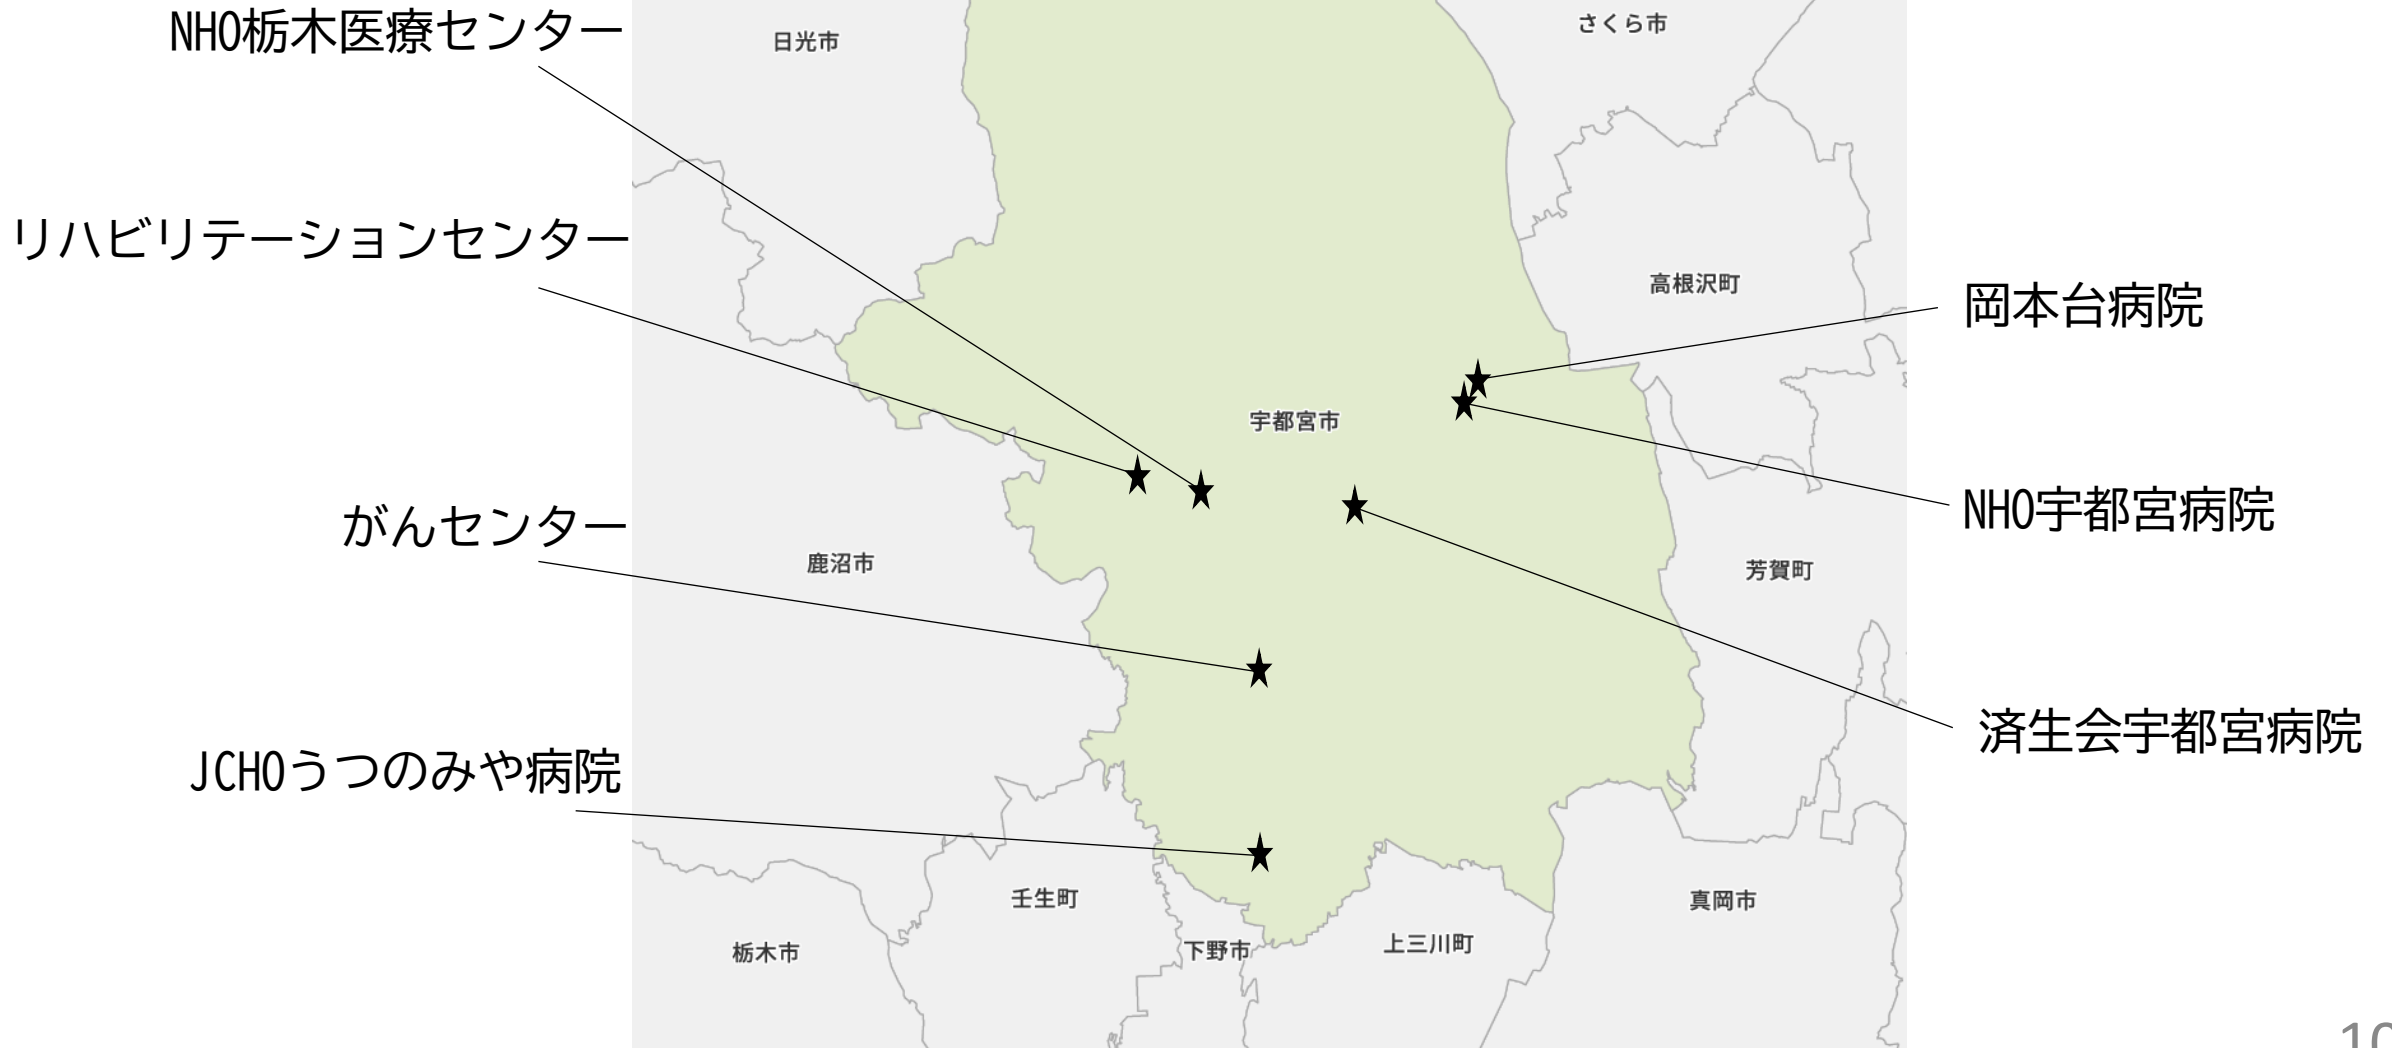 NHO栃木医療センター
日光市
さくら市
リハビリテーションセンター
高根沢町
岡本台病院
宇都宮市
がんセンター
NHO宇都宮病院
鹿沼市
芳賀町
済生会宇都宮病院
JCHOうつのみや病院
壬生町
真岡市
栃木市
下野市
上三川町
10